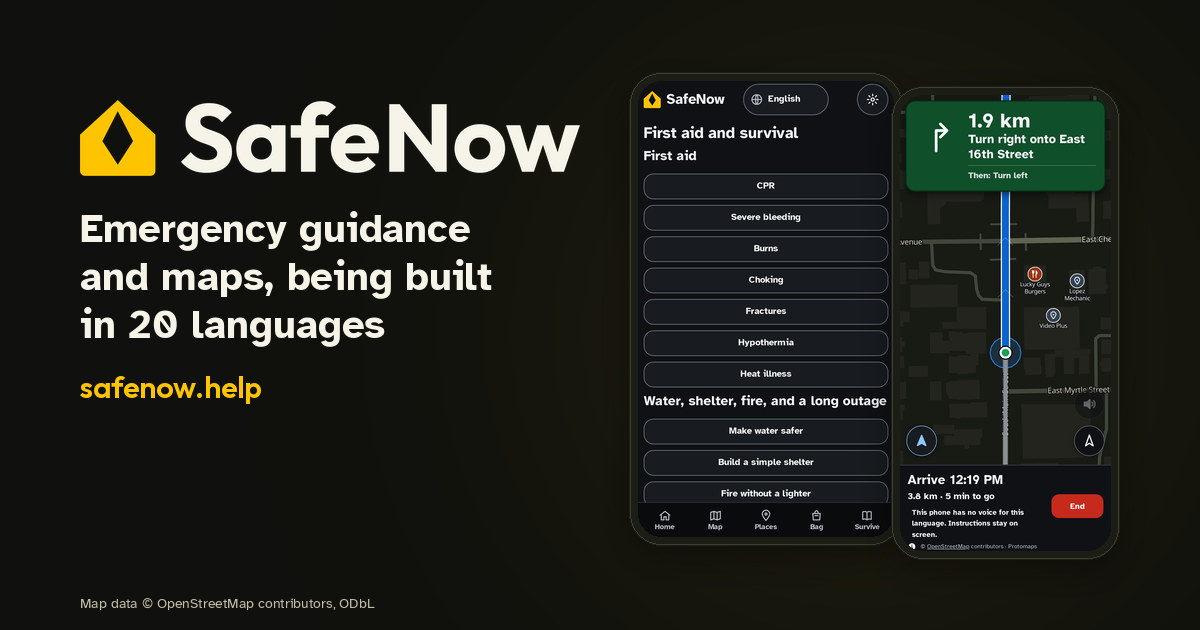 SafeNow
Emergency guidance
and maps, being built
in 20 languages
safenow.help
Map data © OpenStreetMap contributors, ODbL
SafeNow
English
First aid and survival
First aid
CPR
Severe bleeding
Burns
Choking
Fractures
Hypothermia
Heat illness
Water, shelter, fire, and a long outage
Make water safer
Build a simple shelter
Fire without a lighter
Home
Map
Places
Bag
Survive
1.9 km
Turn right onto East
16th Street
Then: Turn left
venue
East Che
Lucky Guys
Burgers
Lopez
Mechanic
Video Plus
East Myrtle Street
Arrive 12:19 PM
3.8 km · 5 min to go
This phone has no voice for this
language. Instructions stay on
screen.
End
© OpenStreetMap contributors · Protomaps